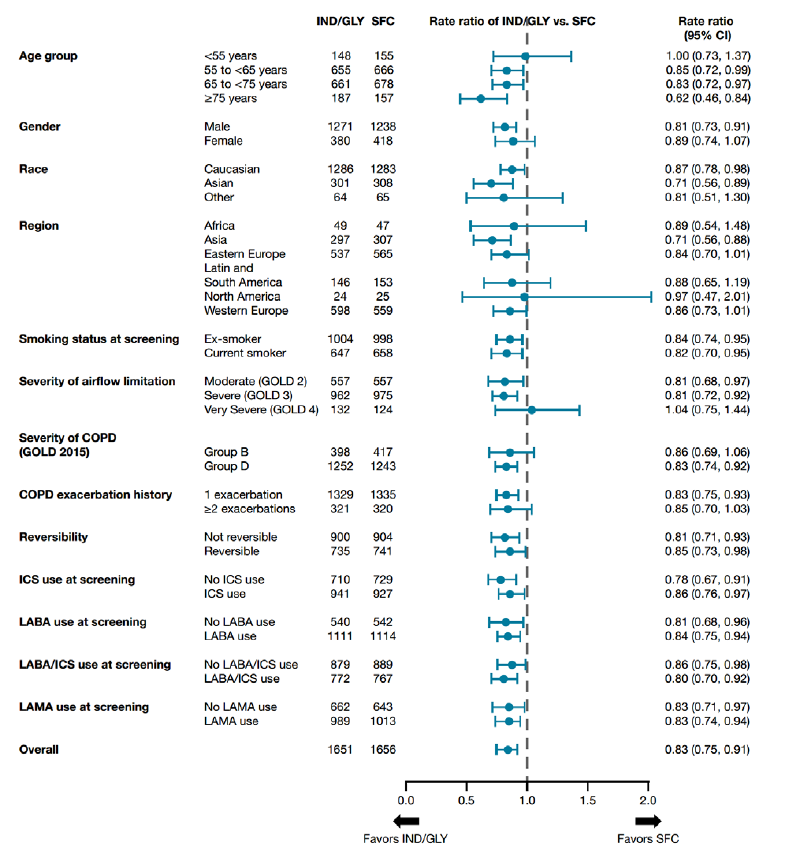 IND/GLY SFC Rate ratio of IND/GLY vs. SFC Rate ratio
(95% CI)
Age group <55 years 148 155 1.00 (0.73, 1.37)
55 to <65 years 655 666 0.85 (0.72, 0.99)
65 to <75years 661 678 0.83 (0.72, 0.97)
≥75 years 187 157 0.62 (0.46, 0.84)
Gender Male 1271 1238 0.81 (0.73, 0.91)
Female 380 418 0.89 (0.74, 1.07)
Race Caucasian 1286 1283 0.87 (0.78, 0.98)
Asian 301 308 0.71 (0.56, 0.89)
Other 64 65 0.81 (0.51, 1.30)
Region Africa 49 47 0.89 (0.54, 1.48)
Asia 297 307 0.71 (0.56, 0.88)
Eastern Europe 537 565 0.84 (0.70, 1.01)
Latin and
South America 146 153 0.88 (0.65, 1.19)
North America 24 25 0.97 (0.47, 2.01)
Western Europe 598 559 0.86 (0.73, 1.01)
Smoking status at screening Ex-smoker 1004 998 0.84 (0.74, 0.95)
Current smoker 647 658 0.82 (0.70, 0.95)
Severity of airflow limitation Moderate (GOLD 2) 557 557 0.81 (0.68, 0.97)
Severe (GOLD 3) 962 975 0.81 (0.72, 0.92)
Very Severe (GOLD 4) 132 124 1.04 (0.75, 1.44)
Severity of COPD
(GOLD 2015) Group B 398 417 0.86 (0.69, 1.06)
Group D 1252 1243 0.83 (0.74, 0.92)
COPD exacerbation history 1 exacerbation 1329 1335 0.83 (0.75, 0.93)
≥2 exacerbations 321 320 0.85 (0.70, 1.03)
Reversibility Not reversible 900 904 0.81 (0.71, 0.93)
Reversible 735 741 0.85 (0.73, 0.98)
ICS use at screening No ICS use 710 729 0.78 (0.67, 0.91)
ICS use 941 927 0.86 (0.76, 0.97)
LABA use at screening No LABA use 540 542 0.81 (0.68, 0.96)
LABA use 1111 1114 0.84 (0.75, 0.94)
LABA/ICS use at screening No LABA/ICS use 879 889 0.86 (0.75, 0.98)
LABA/ICS use 772 767 0.80 (0.70, 0.92)
LAMA use at screening No LAMA use 662 643 0.83 (0.71, 0.97)
LAMA use 989 1013 0.83 (0.74, 0.94)
Overall 1651 1656 0.83 (0.75, 0.91)
0.0 0.5 1.0 1.5 2.0
Favors IND/GLY Favors SFC